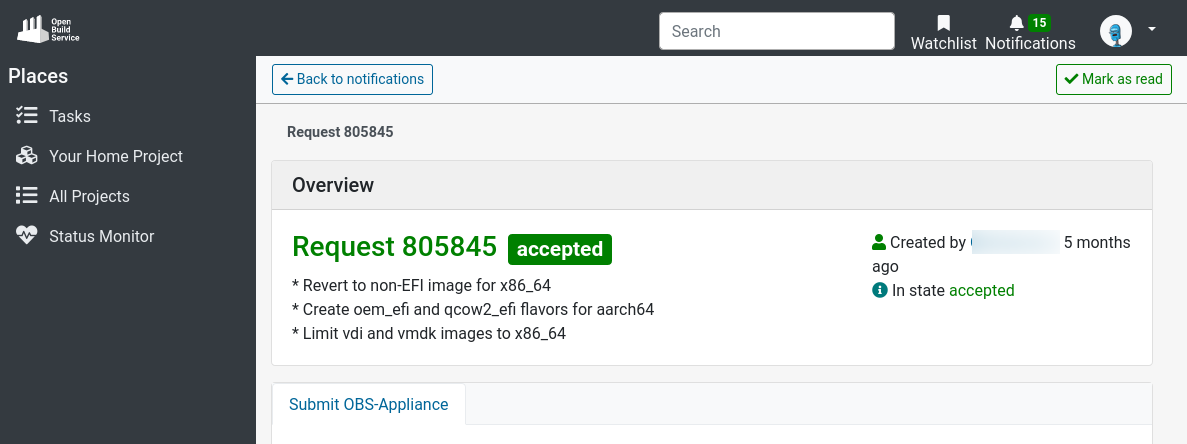 Open
Build
Service
Search
Watchlist
Notifications 15
Places
Tasks
Your Home Project
All Projects
Status Monitor
Back to notifications
Mark as read
Request 805845
Overview
Request 805845 accepted
* Revert to non-EFI image for x86_64
* Create oem_efi and qcow2_efi flavors for aarch64
* Limit vdi and vmdk images to x86_64
Created by 5 months
ago
In state accepted
Submit OBS-Appliance